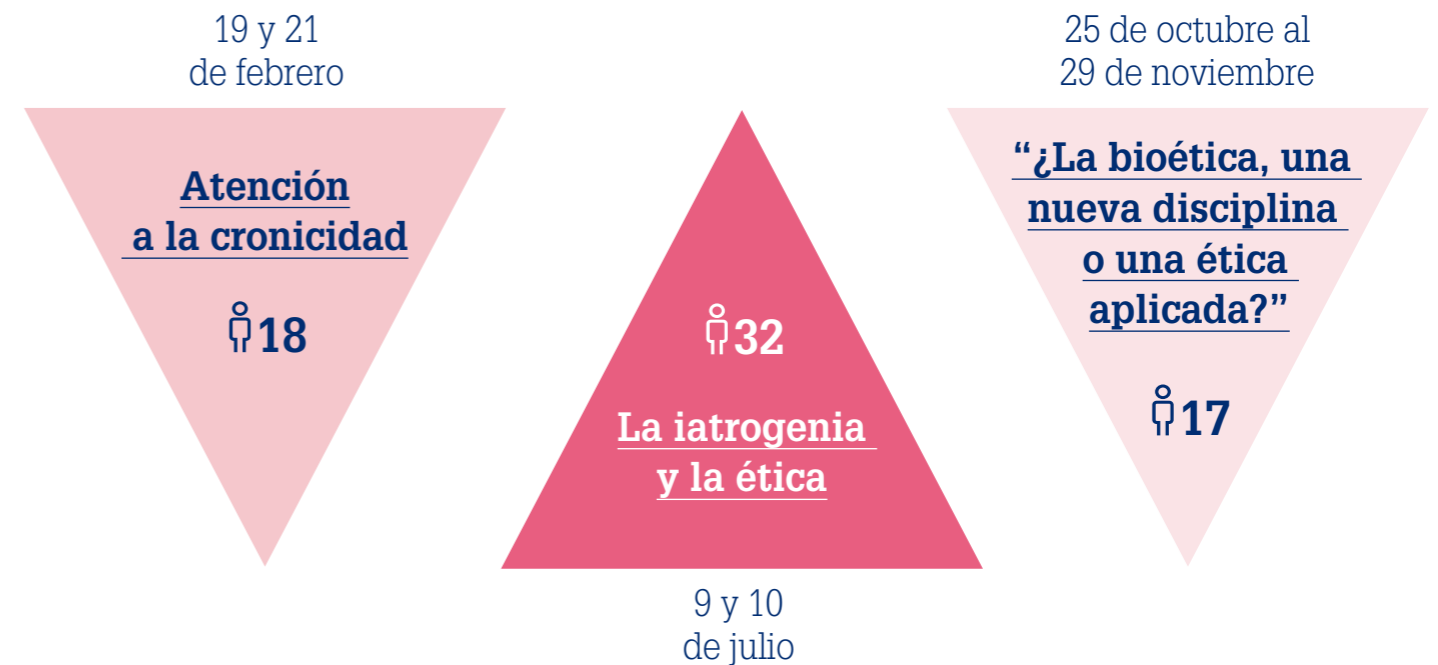 19 y 21
de febrero
Atención
a la cronicidad
18
32
La iatrogenia
y la ética
9 y 10
de julio
25 de octubre al
29 de noviembre
“¿La bioética, una
nueva disciplina
o una ética
aplicada?”
17